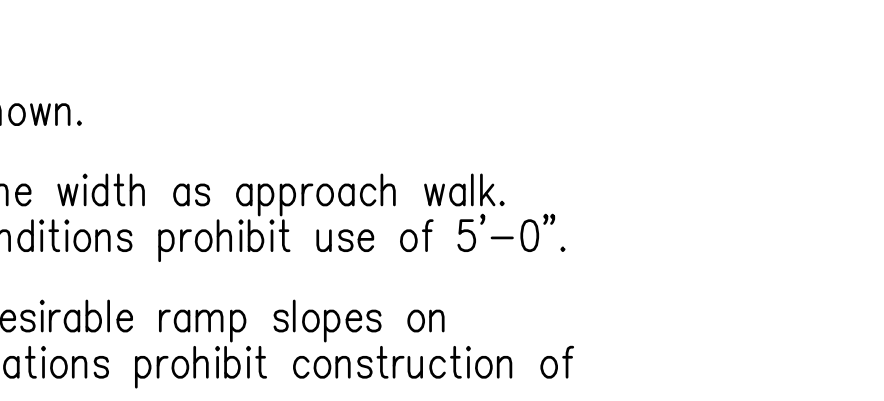 hown.
ne width as approach walk.
nditions prohibit use of 5'-0".
esirable ramp slopes on
ations prohibit construction of